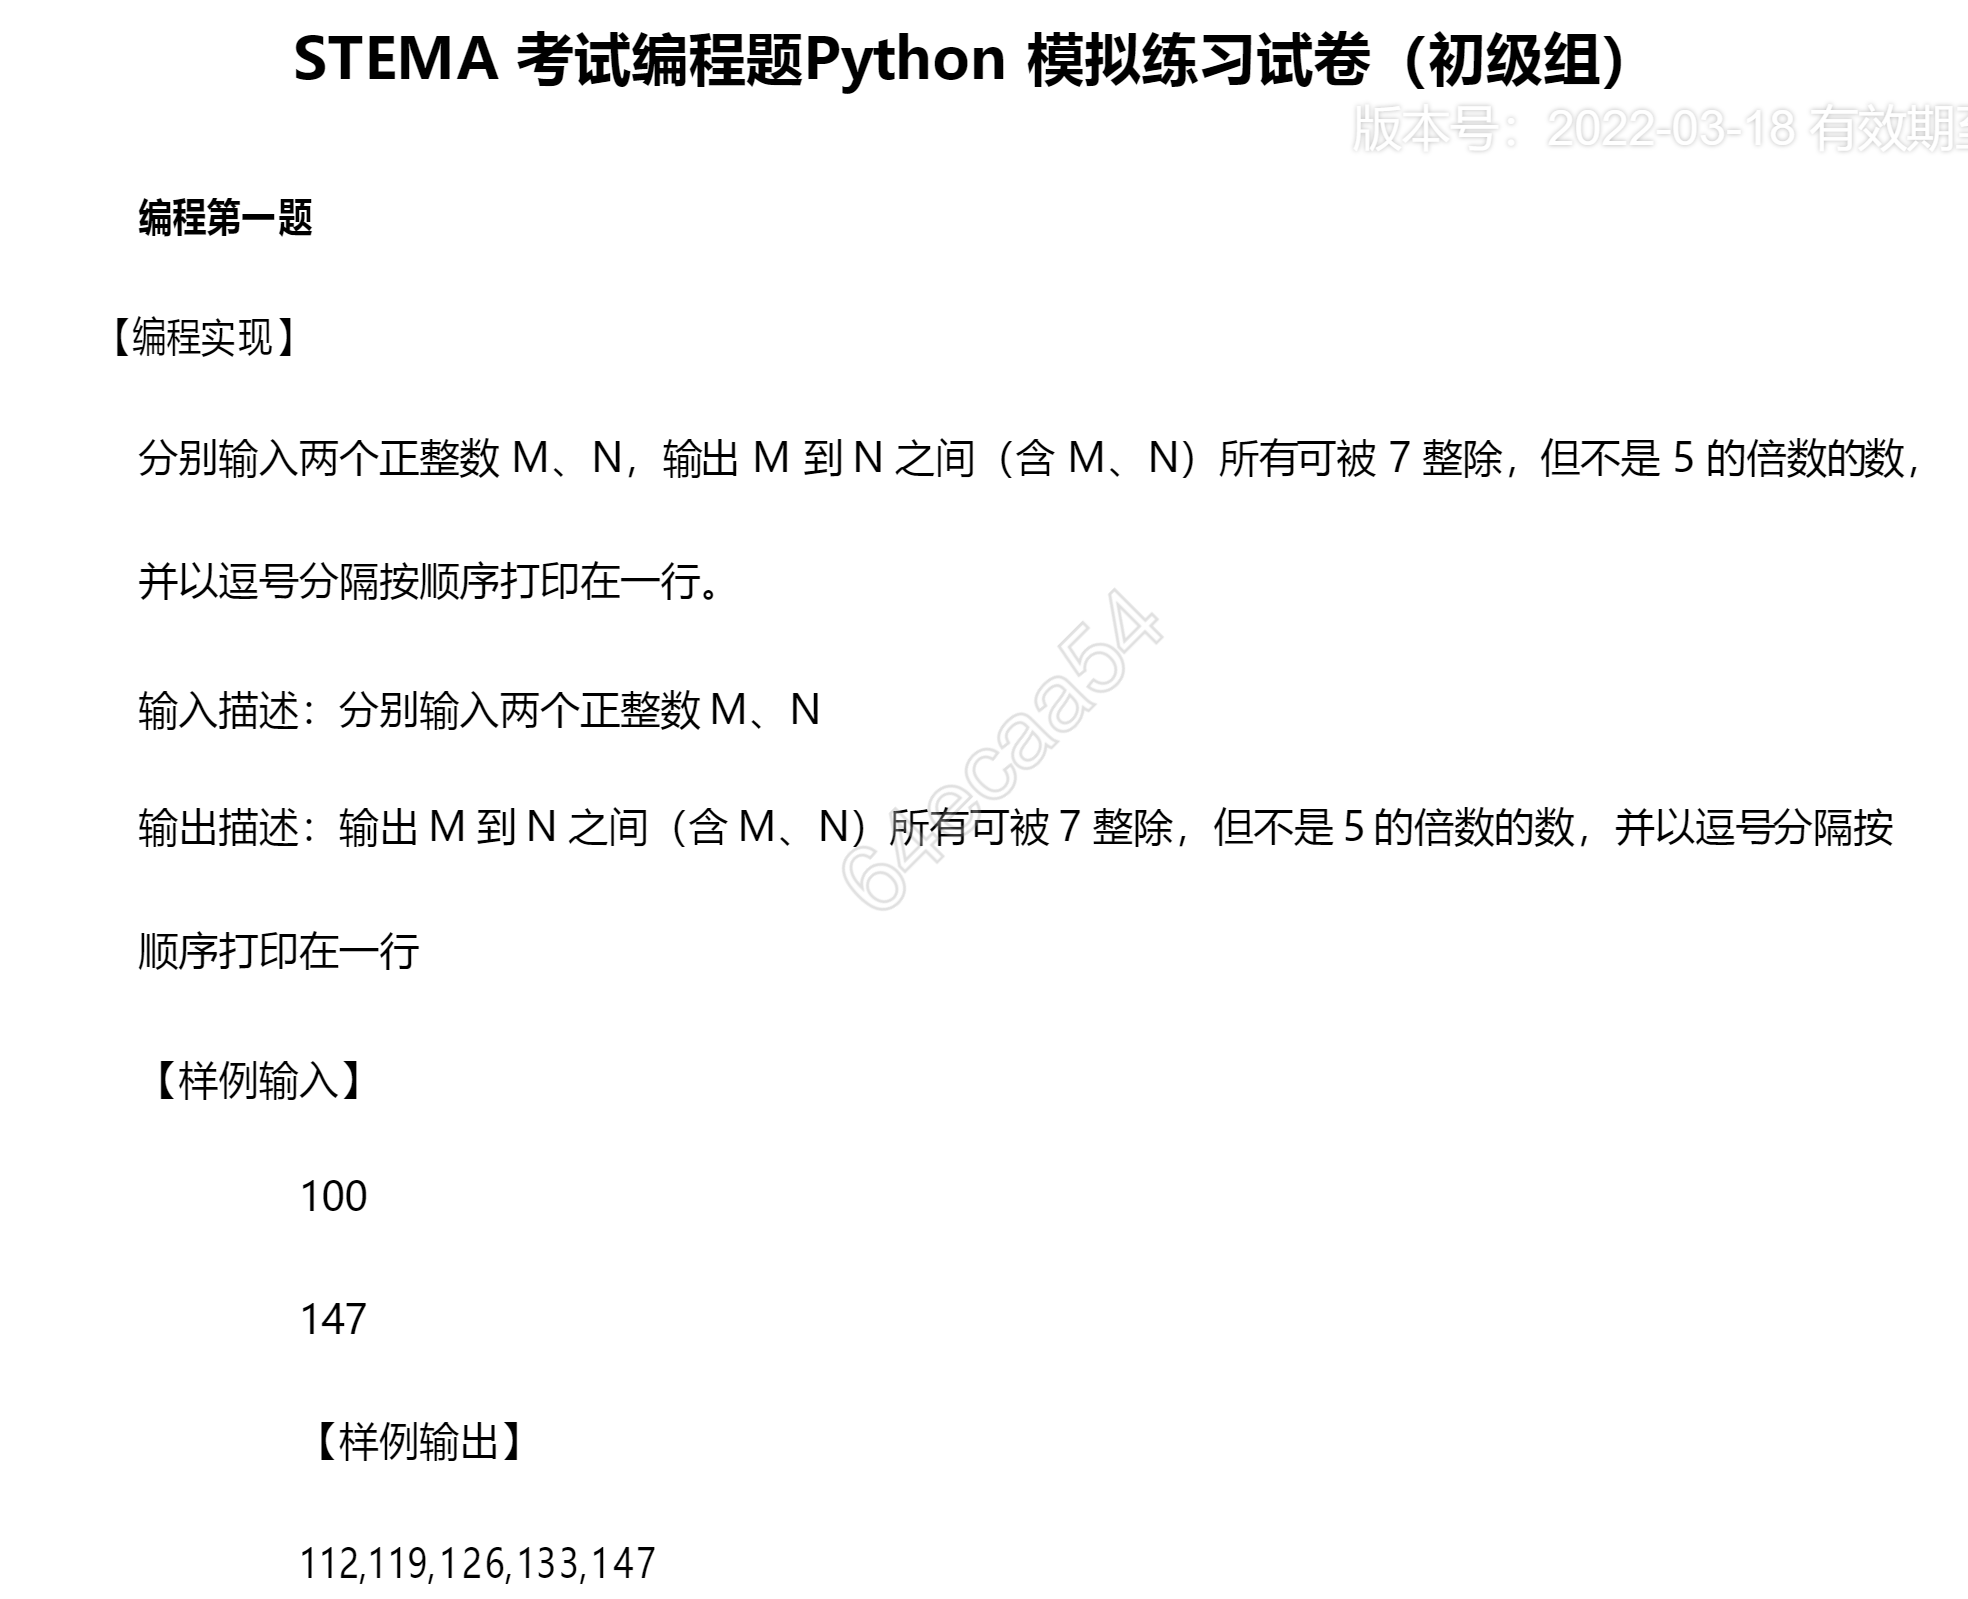 STEMA 考试编程题Python 模拟练习试卷（初级组）
版本号：2022-03-18 有效期至
编程第一题
【编程实现】
分别输入两个正整数 M、N，输出 M 到 N 之间（含 M、N）所有可被 7 整除，但不是 5 的倍数的数，
并以逗号分隔按顺序打印在一行。
输入描述：分别输入两个正整数 M、N
输出描述：输出 M 到 N 之间（含 M、N）所有可被 7 整除，但不是 5 的倍数的数，并以逗号分隔按
顺序打印在一行
64ecaa54
【样例输入】
100
147
【样例输出】
112,119,126,133,147